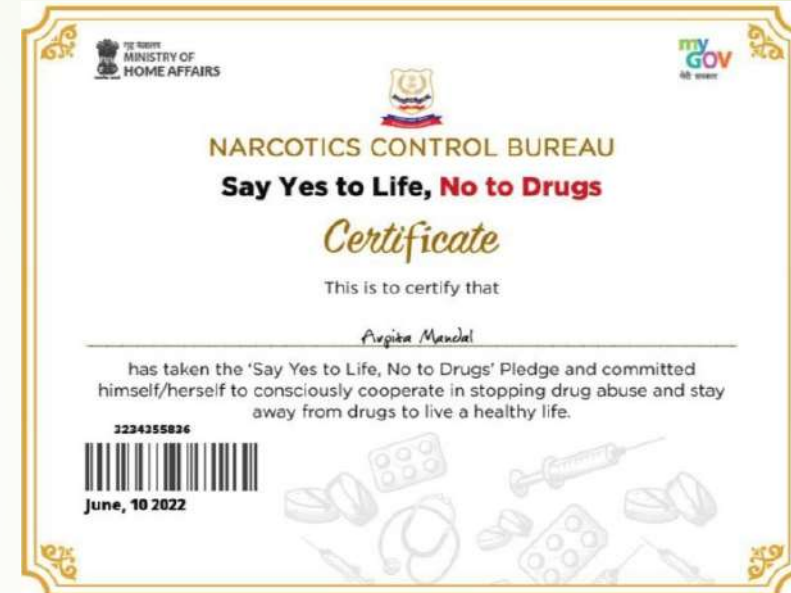 गृह मंत्रालय
MINISTRY OF
HOME AFFAIRS
my
GOV
मेरी सरकार
NARCOTICS CONTROL BUREAU
Say Yes to Life, No to Drugs
Certificate
This is to certify that
Arpita Mandal
has taken the ‘Say Yes to Life, No to Drugs’ Pledge and committed
himself/herself to consciously cooperate in stopping drug abuse and stay
away from drugs to live a healthy life.
2234355836
June, 10 2022